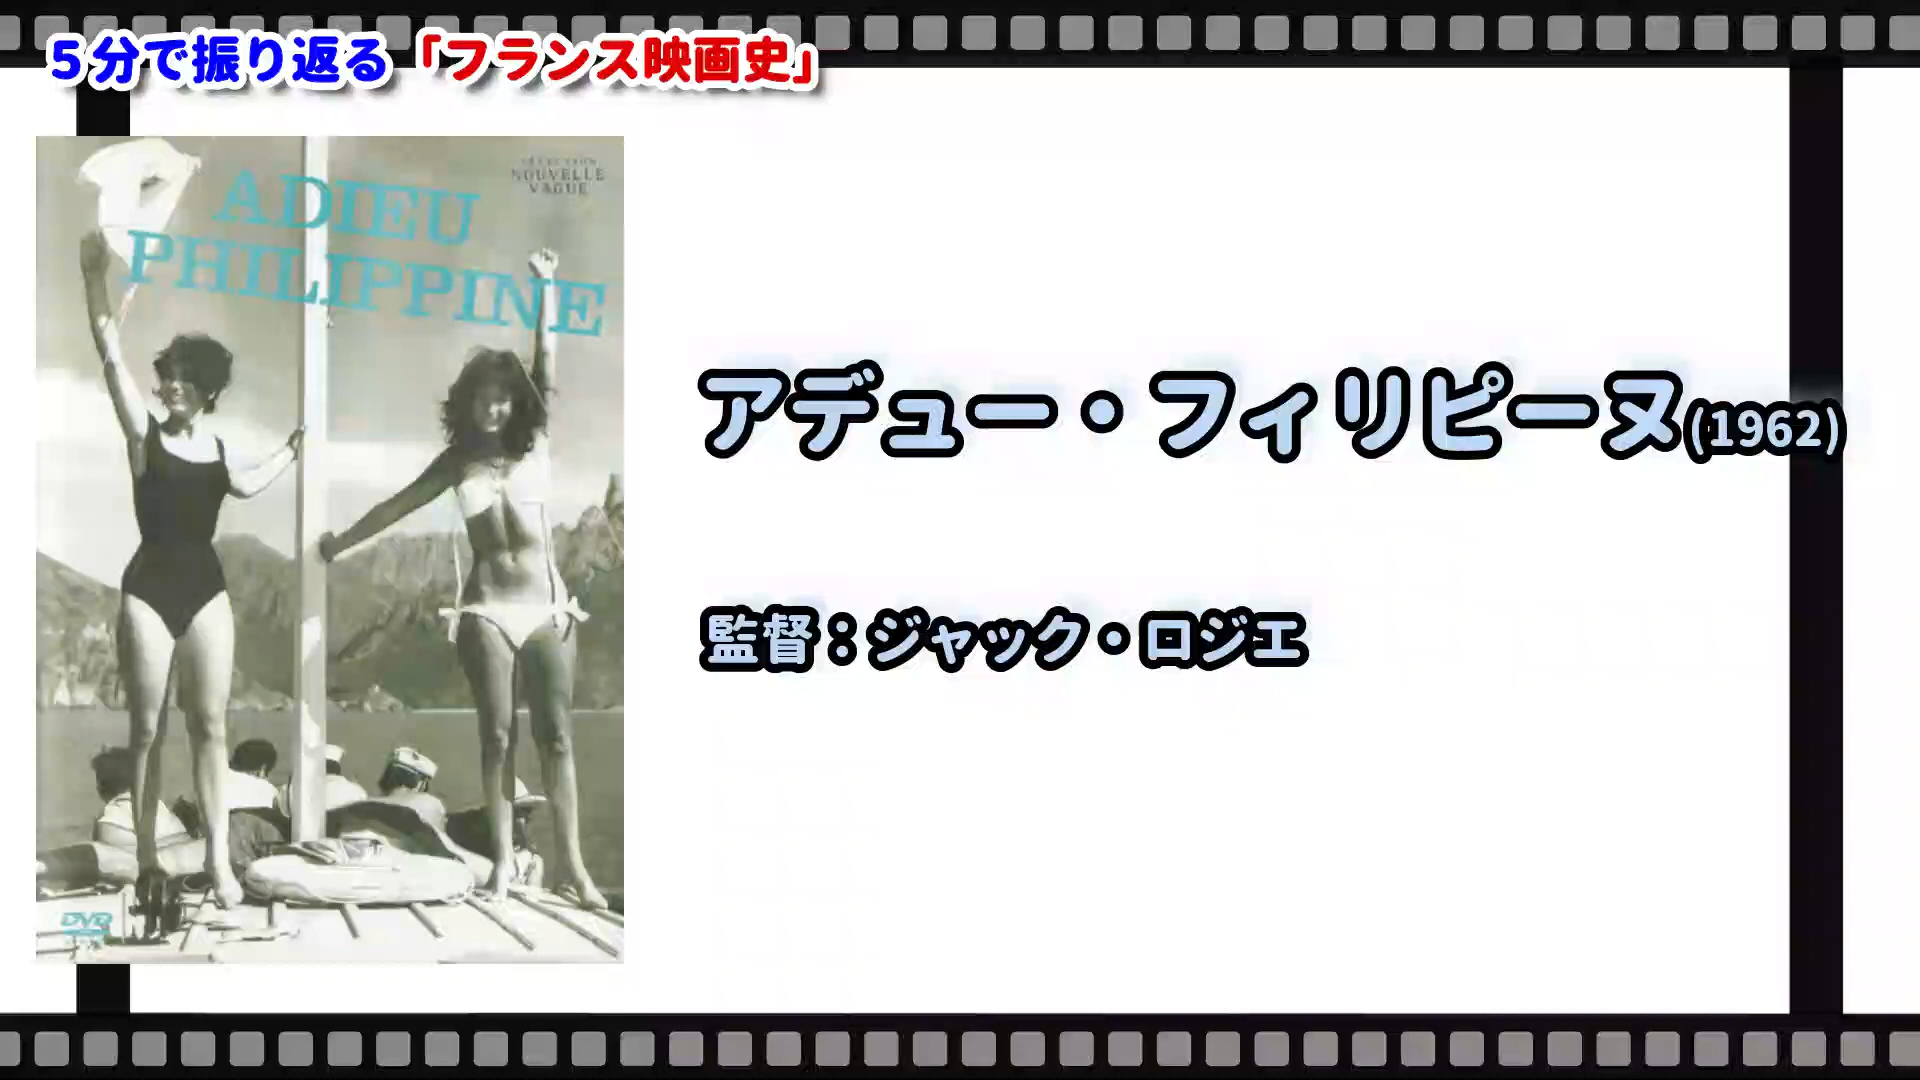 ５分で振り返る「フランス映画史」
SÉLECTION
NOUVELLE
VAGUE
ADIEU
PHILIPPINE
アデュー・フィリピーヌ(1962)
監督：ジャック・ロジエ
DVD